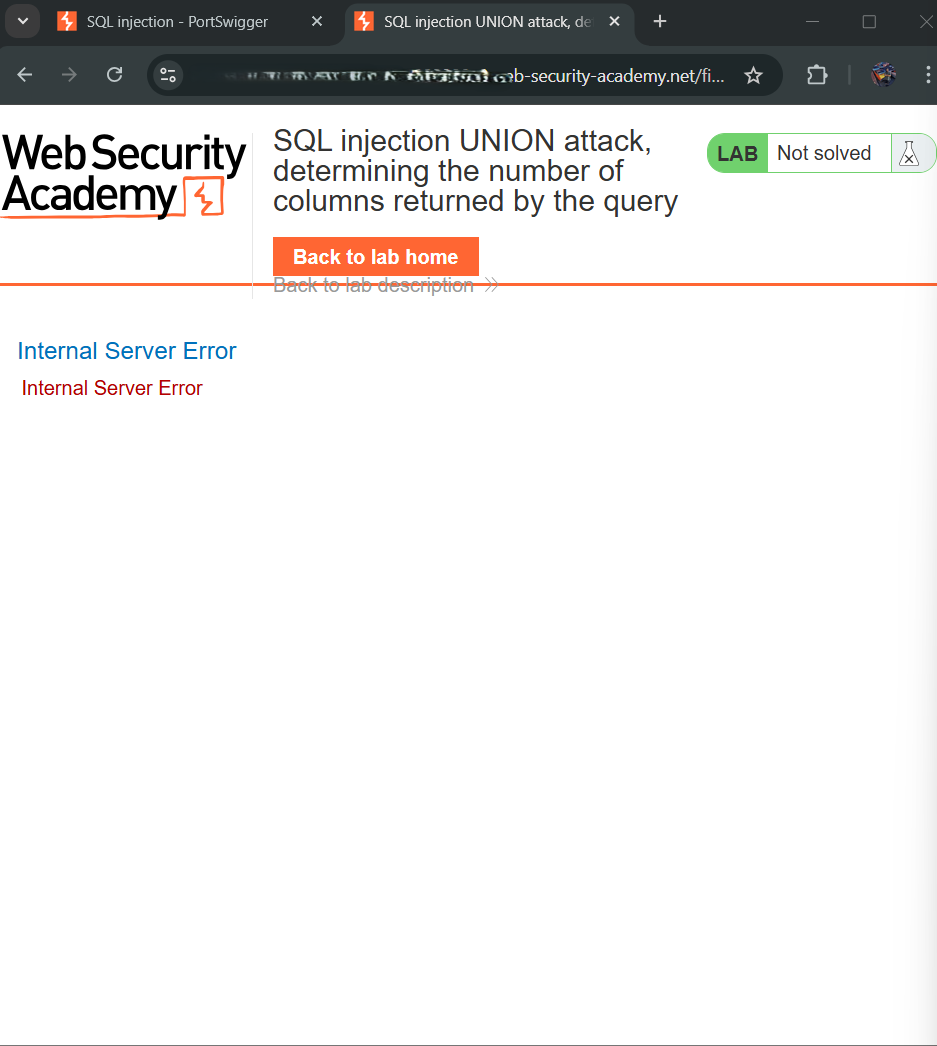 SQL injection - PortSwigger
SQL injection UNION attack, de
b-security-academy.net/fi...
Web Security
Academy
SQL injection UNION attack,
determining the number of
columns returned by the query
LAB Not solved
Back to lab home
Back to lab description
Internal Server Error
Internal Server Error